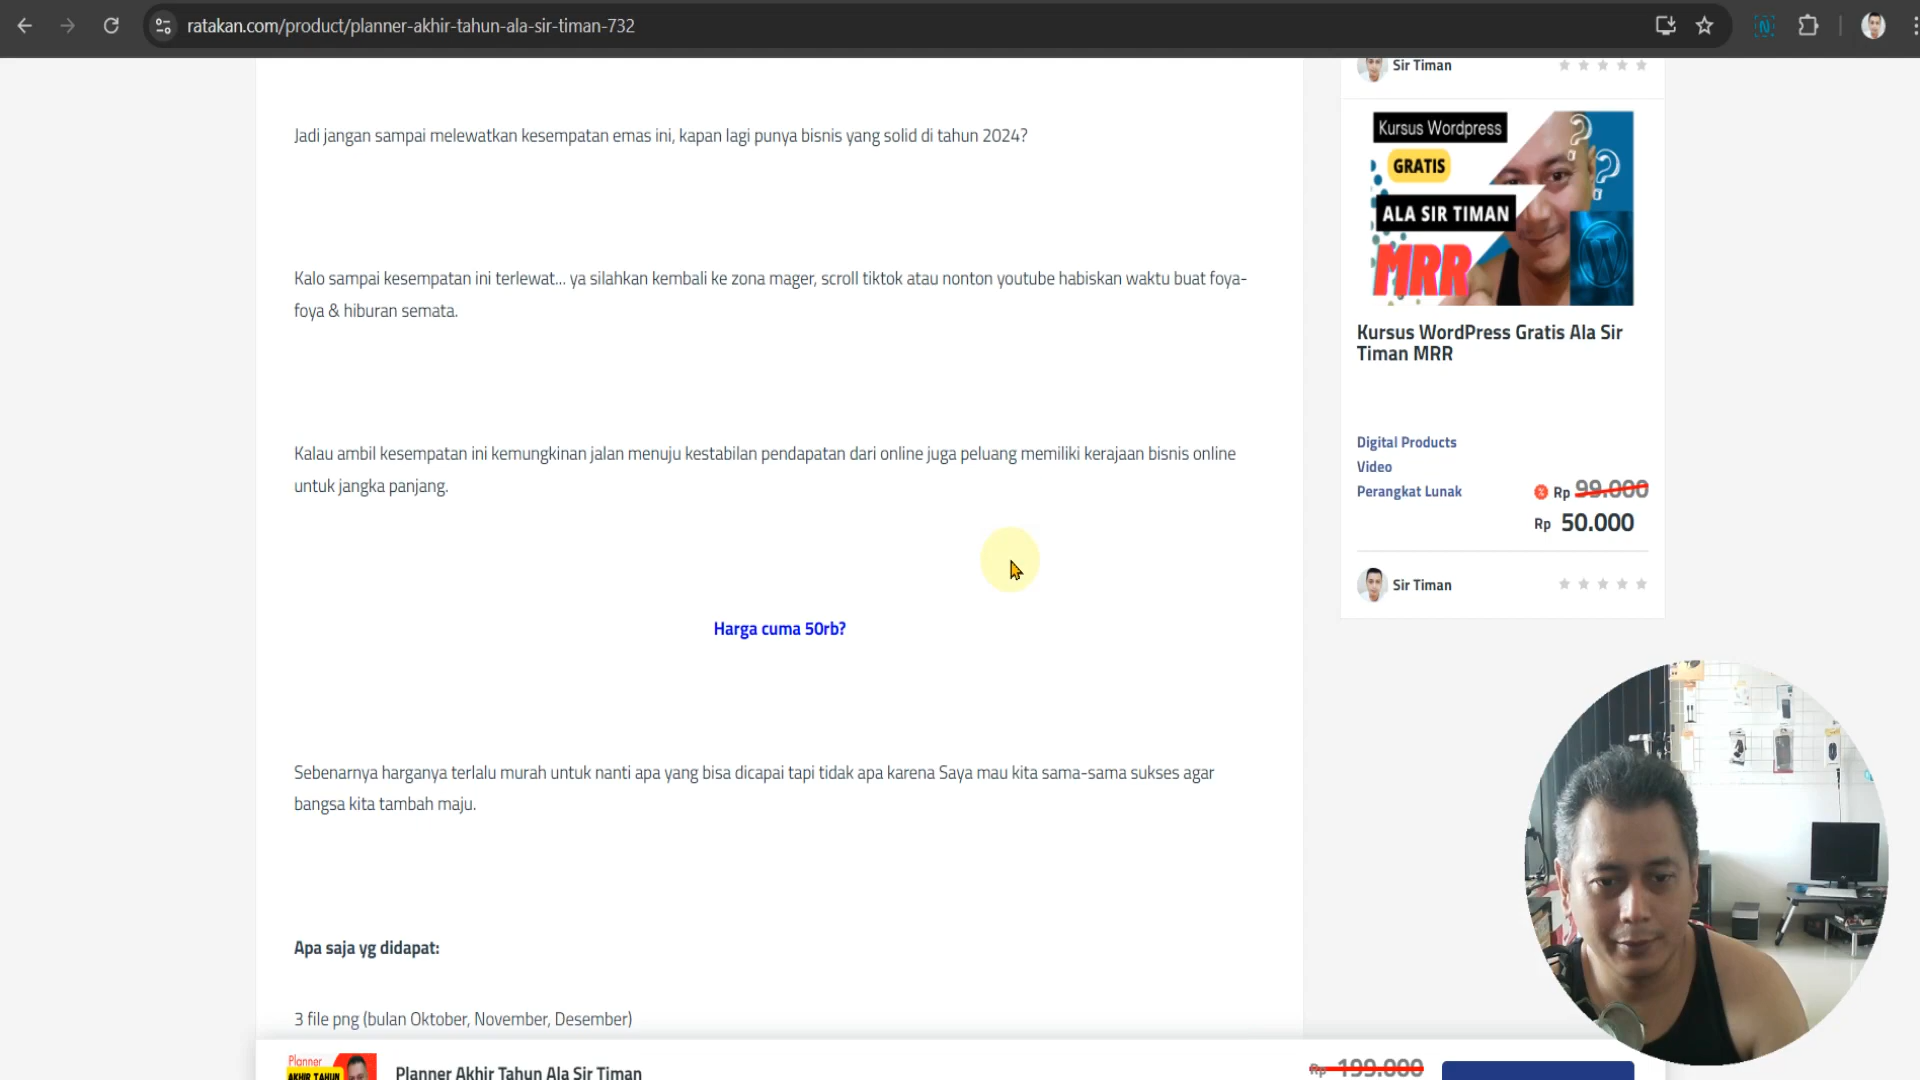 ratakan.com/product/planner-akhir-tahun-ala-sir-timan-732
Sir Timan
Jadi jangan sampai melewatkan kesempatan emas ini, kapan lagi punya bisnis yang solid di tahun 2024?
Kalo sampai kesempatan ini terlewat... ya silahkan kembali ke zona mager, scroll tiktok atau nonton youtube habiskan waktu buat foya-
foya & hiburan semata.
Kalau ambil kesempatan ini kemungkinan jalan menuju kestabilan pendapatan dari online juga peluang memiliki kerajaan bisnis online
untuk jangka panjang.
Harga cuma 50rb?
Sebenarnya harganya terlalu murah untuk nanti apa yang bisa dicapai tapi tidak apa karena Saya mau kita sama-sama sukses agar
bangsa kita tambah maju.
Apa saja yg didapat:
3 file png (bulan Oktober, November, Desember)
Kursus Wordpress
GRATIS
ALA SIR TIMAN
MRR
Kursus WordPress Gratis Ala Sir
Timan MRR
Digital Products
Video
Perangkat Lunak
Rp 99.000
Rp 50.000
Sir Timan
Planner
AKHIR TAHUN
Planner Akhir Tahun Ala Sir Timan
Rp 199.000